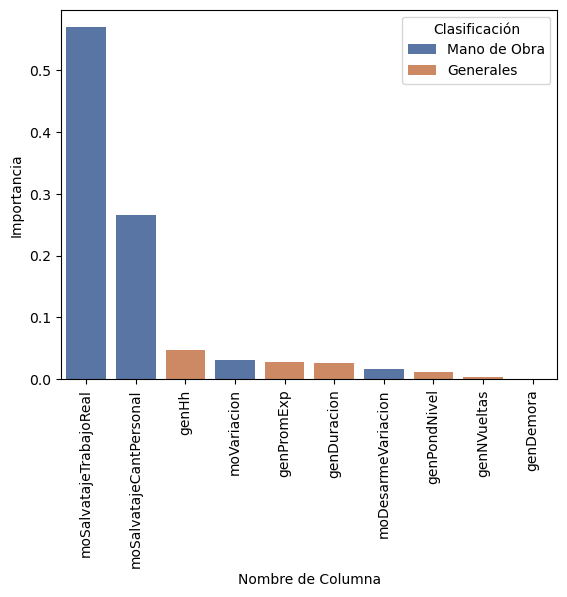 Clasificación
Mano de Obra
Generales
Importancia
0.5
0.4
0.3
0.2
0.1
0.0
moSalvatajeTrabajoReal
moSalvatajeCantPersonal
genHh
moVariacion
genPromExp
genDuracion
moDesarmeVariacion
genPondNivel
genNVueltas
genDemora
Nombre de Columna